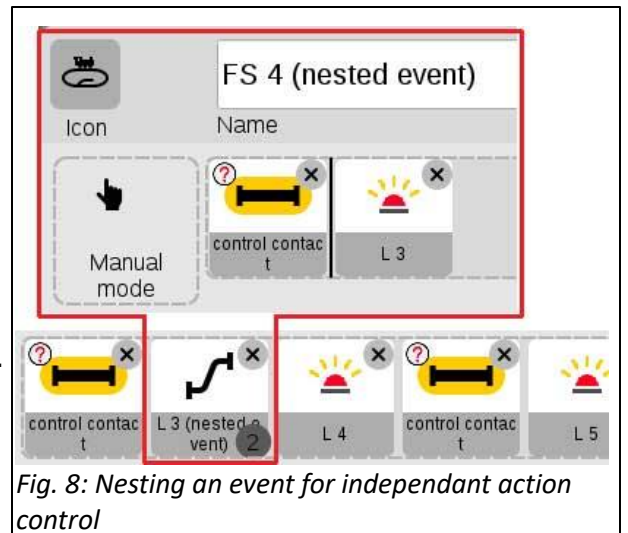 FS 4 (nested event)
Icon
Name
Manual
mode
control contac
t
L 3
control contac
t
L 3 (nested e
vent)
2
L 4
control contac
t
L 5
Fig. 8: Nesting an event for independant action
control